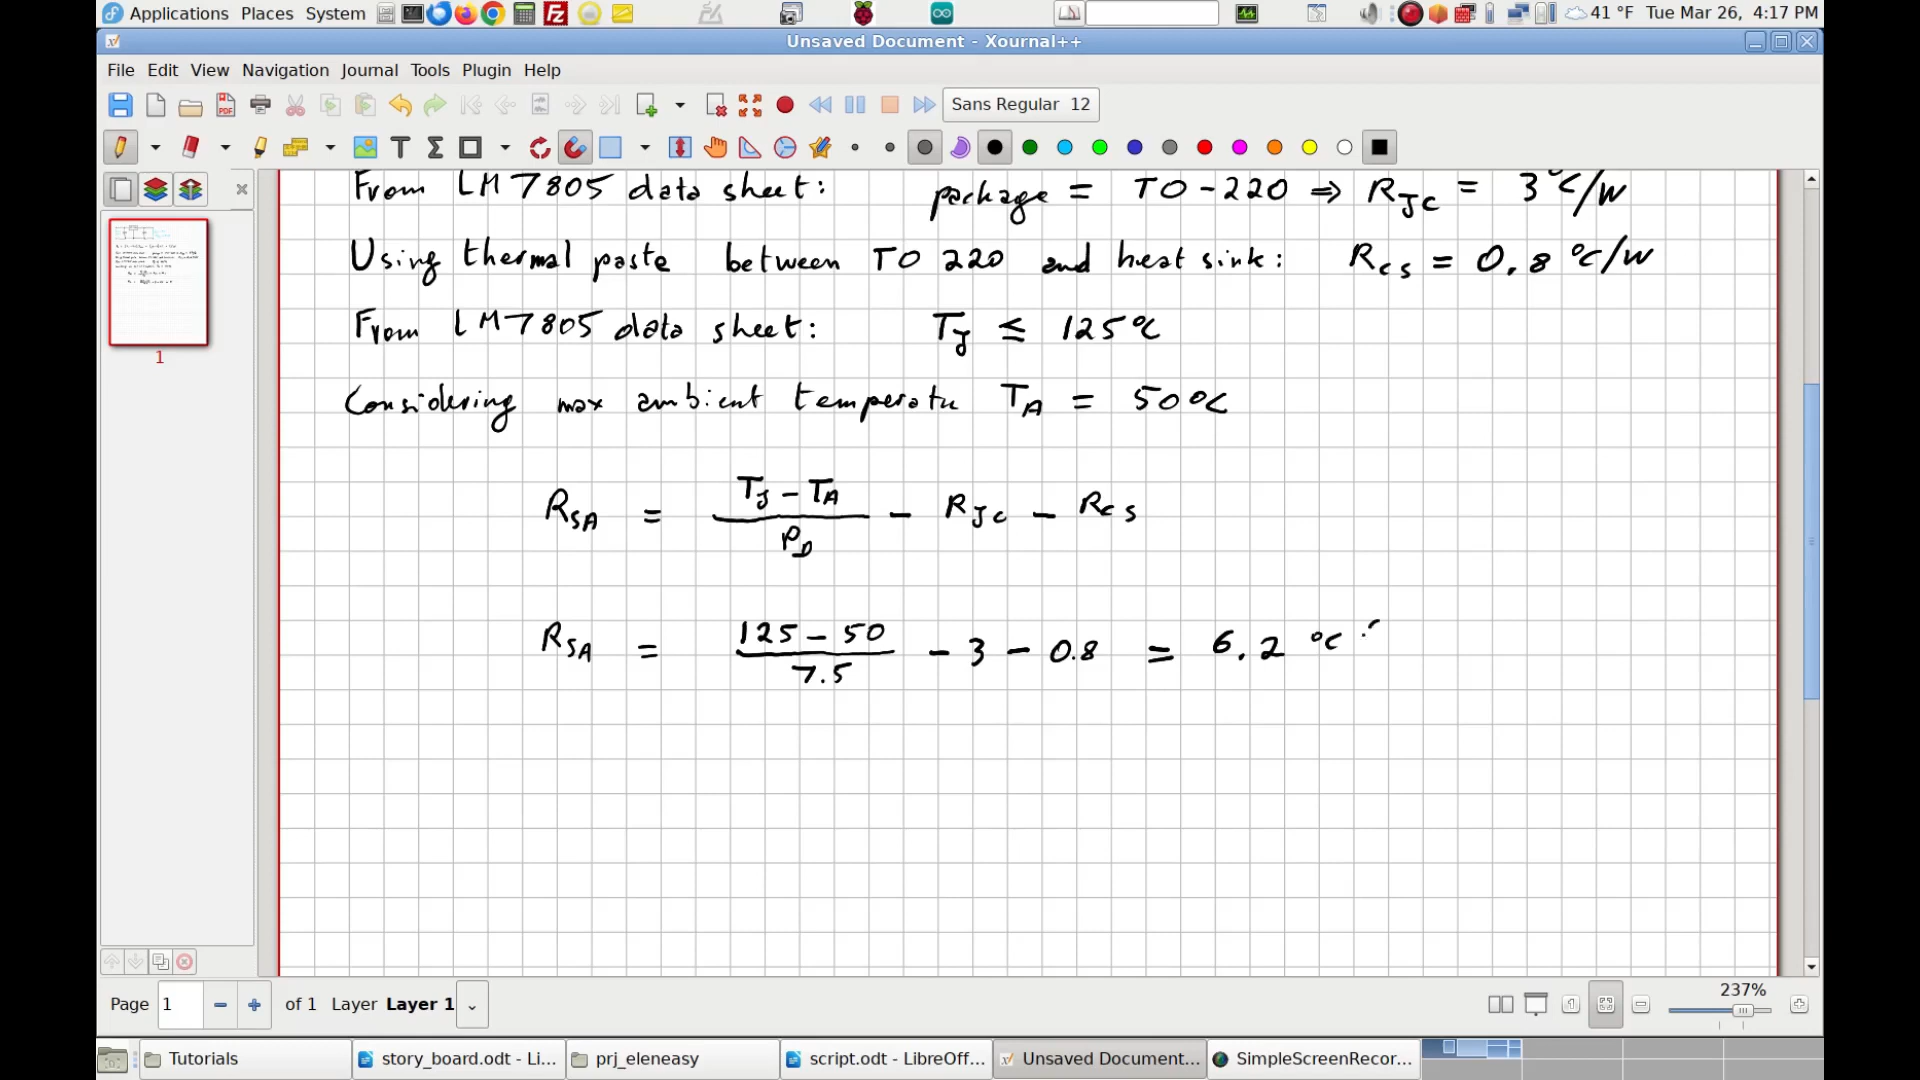 Applications Places System 41 °F Tue Mar 26, 4:17 PM
Unsaved Document - Xournal++
File Edit View Navigation Journal Tools Plugin Help
Sans Regular 12
From LM7805 data sheet: package = TO-220 ⇒ RJC = 3°C/W
Using thermal paste between TO 220 and heat sink: RCS = 0.8 °C/W
From LM7805 data sheet: TJ ≤ 125°C
Considering max ambient temperatu TA = 50°C
RSA = (TJ - TA) / PD - RJC - RCS
RSA = (125 - 50) / 7.5 - 3 - 0.8 = 6.2 °C
1
Page 1 of 1 Layer Layer 1 237%
Tutorials story_board.odt - Li... prj_eleneasy script.odt - LibreOff... Unsaved Document... SimpleScreenRecor...